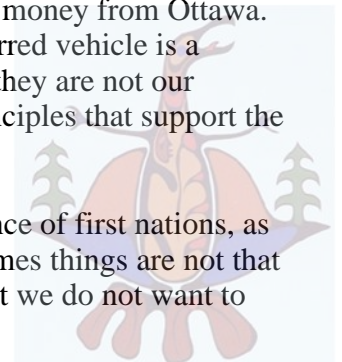 money from Ottawa.
rred vehicle is a
they are not our
ciples that support the
nce of first nations, as
mes things are not that
t we do not want to